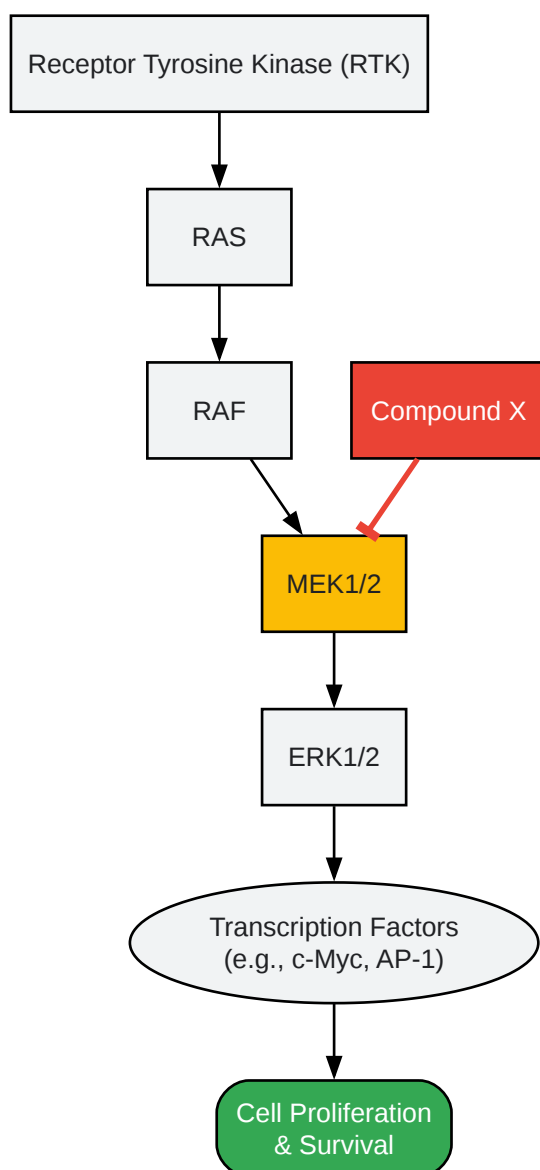 Receptor Tyrosine Kinase (RTK)
RAS
RAF
Compound X
MEK1/2
ERK1/2
Transcription Factors
(e.g., c-Myc, AP-1)
Cell Proliferation
& Survival